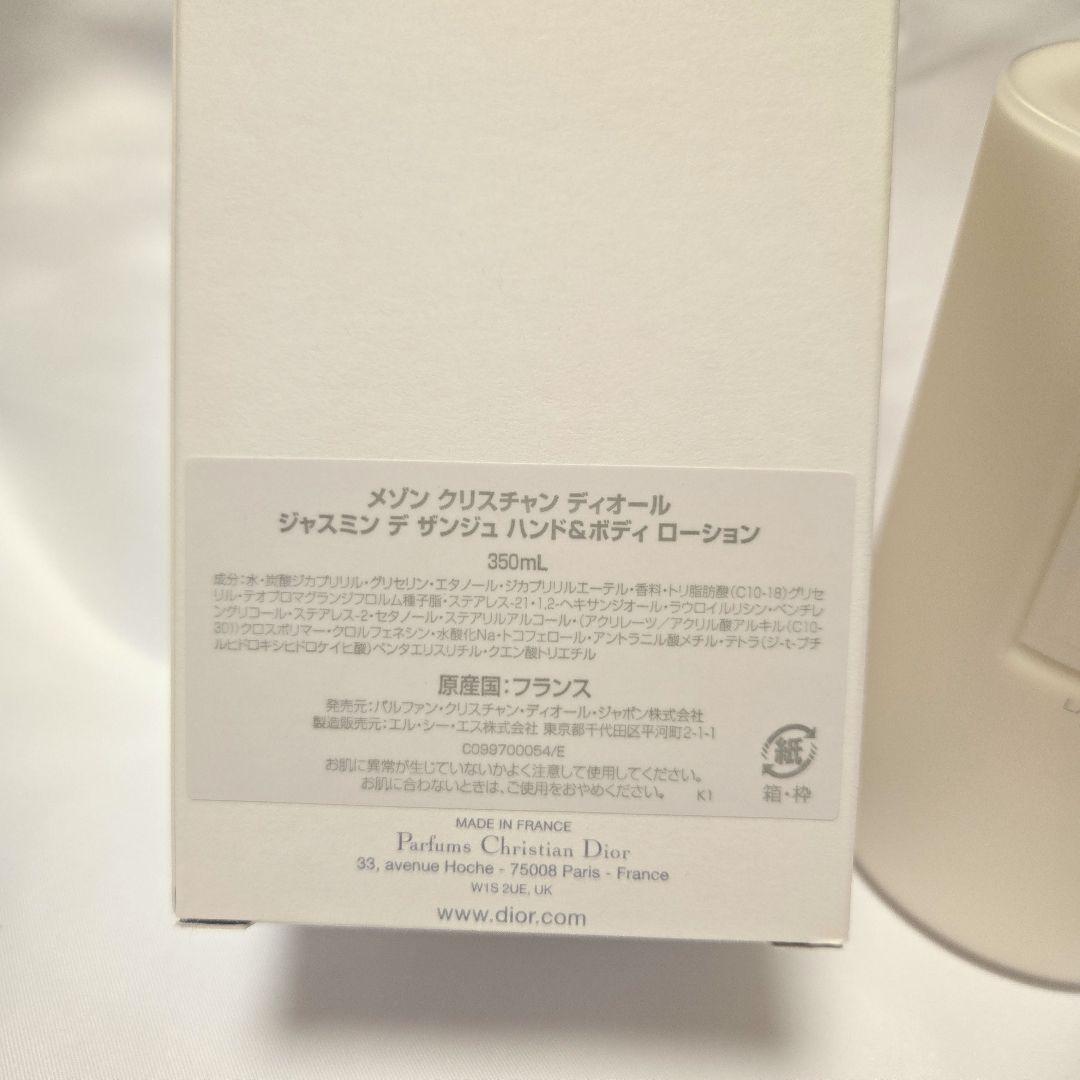 メゾン クリスチャン ディオール
ジャスミン デ ザンジュ ハンド&ボディ ローション
350mL
成分：水・炭酸ジカプリリル・グリセリン・エタノール・ジカプリリルエーテル・香料・トリ脂肪酸(C10-18)グリセ
リル・テオブロマグランジフロルム種子脂・ステアレス-21・1,2-ヘキサンジオール・ラウロイルリシン・ペンチレ
ングリコール・ステアレス-2・セタノール・ステアリルアルコール・(アクリレーツ／アクリル酸アルキル(C10-
30))クロスポリマー・クロルフェネシン・水酸化Na・トコフェロール・アントラニル酸メチル・テトラ(ジ-t-ブチ
ルヒドロキシヒドロケイヒ酸)ペンタエリスリチル・クエン酸トリエチル
原産国：フランス
発売元：パルファン・クリスチャン・ディオール・ジャポン株式会社
製造販売元：エル・シー・エス株式会社 東京都千代田区平河町2-1-1
C099700054/E
お肌に異常が生じていないかよく注意して使用してください。
お肌に合わないときは、ご使用をおやめください。 K1
紙
箱・枠
MADE IN FRANCE
Parfums Christian Dior
33, avenue Hoche - 75008 Paris - France
W1S 2UE, UK
www.dior.com